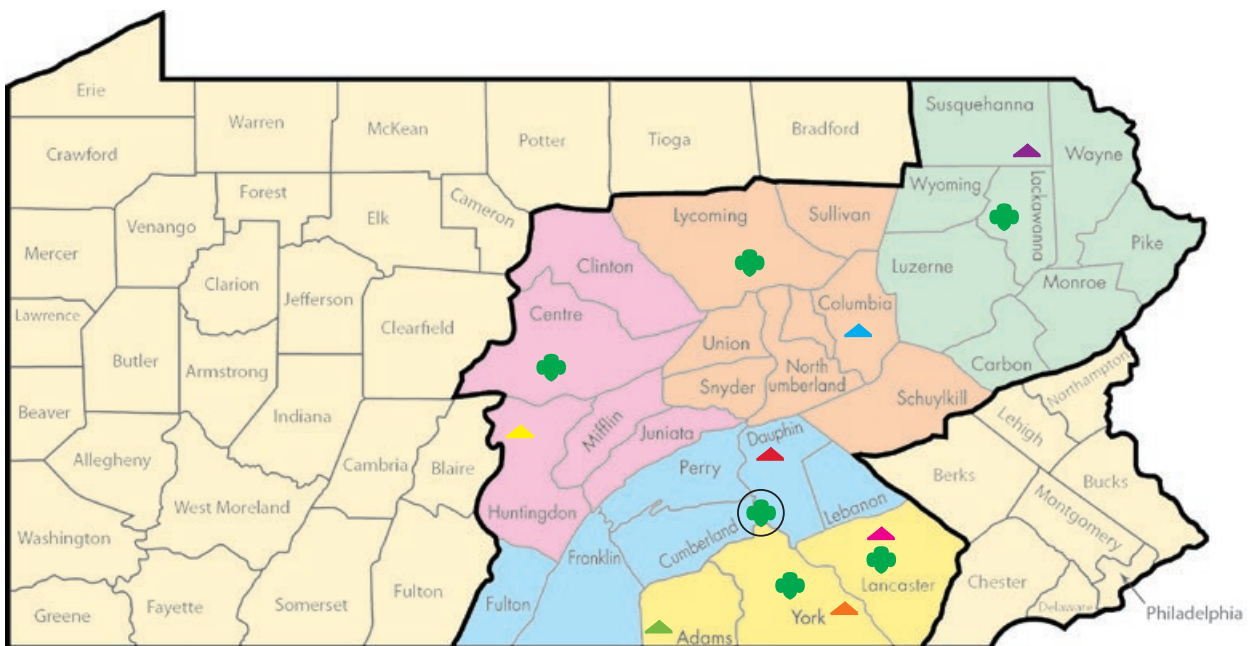 Erie
Warren
McKean
Potter
Tioga
Bradford
Susquehanna
Crawford
Wayne
Forest
Elk
Cameron
Wyoming
Lackawanna
Venango
Lycoming
Sullivan
Mercer
Clinton
Pike
Clarion
Jefferson
Luzerne
Monroe
Lawrence
Centre
Columbia
Clearfield
Butler
Union
Armstrong
North
umberland
Carbon
Northampton
Snyder
Schuylkill
Beaver
Indiana
Mifflin
Juniata
Dauphin
Lehigh
Allegheny
Cambria
Blaire
Perry
Berks
Bucks
West Moreland
Huntingdon
Lebanon
Montgomery
Washington
Cumberland
Franklin
Lancaster
Chester
Greene
Fayette
Somerset
Fulton
Fulton
Adams
York
Delaware
Philadelphia